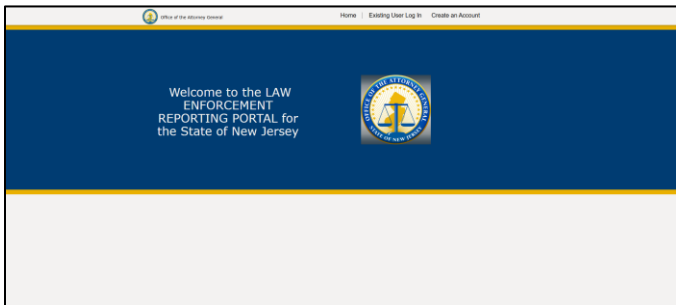 Office of the Attorney General
Home | Existing User Log In Create an Account
Welcome to the LAW
ENFORCEMENT
REPORTING PORTAL for
the State of New Jersey
OFFICE OF THE ATTORNEY GENERAL
STATE OF NEW JERSEY